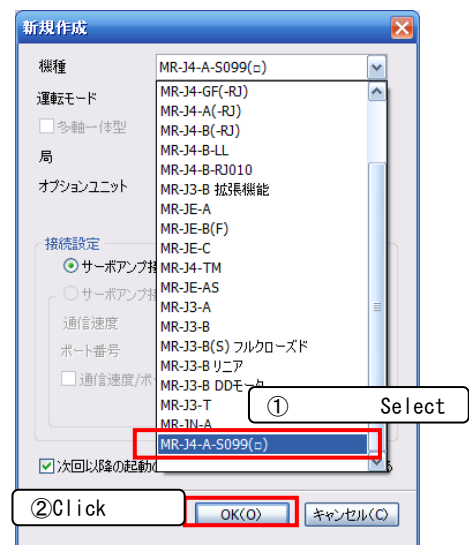 新規作成
機種
MR-J4-A-S099(□)
運転モード
多軸一体型
局
オプションユニット
MR-J4-GF(-RJ)
MR-J4-A(-RJ)
MR-J4-B(-RJ)
MR-J4-B-LL
MR-J4-B-RJ010
MR-J3-B 拡張機能
MR-JE-A
MR-JE-B(F)
MR-JE-C
MR-J4-TM
MR-JE-AS
MR-J3-A
MR-J3-B
MR-J3-B(S) フルクローズド
MR-J3-B リニア
MR-J3-B DDモータ
MR-J3-T
MR-JN-A
MR-J4-A-S099(□)
接続設定
サーボアンプ接
サーボアンプ接
通信速度
ポート番号
通信速度/ポ
① Select
次回以降の起動の
②Click
OK(O)
キャンセル(C)